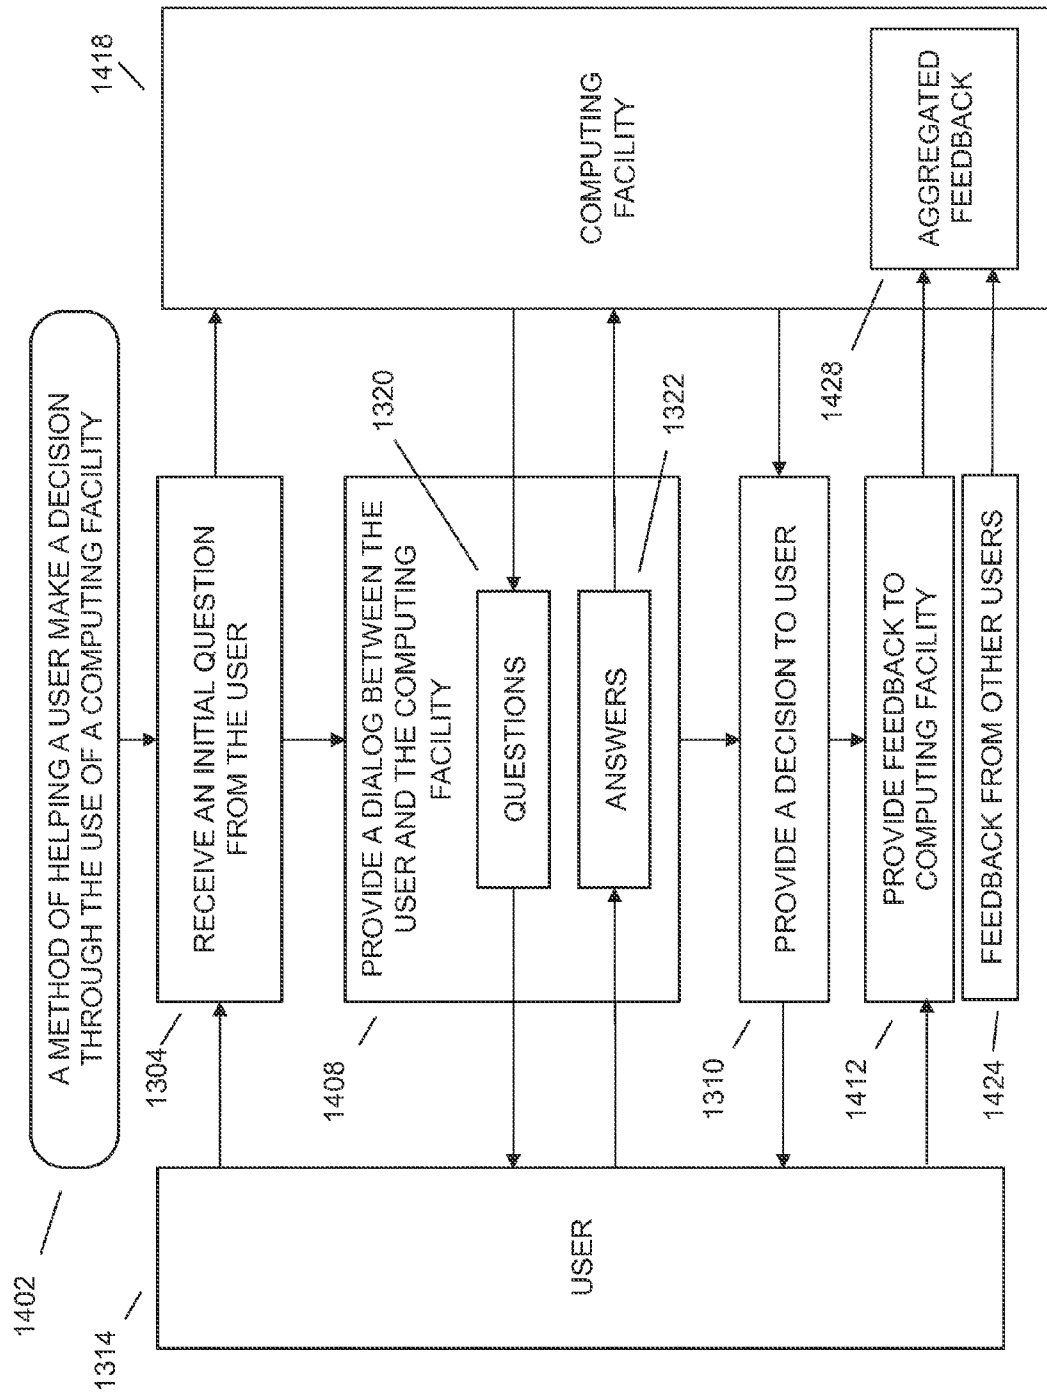 1402
A METHOD OF HELPING A USER MAKE A DECISION
THROUGH THE USE OF A COMPUTING FACILITY
1314
USER
1304
RECEIVE AN INITIAL QUESTION
FROM THE USER
1408
PROVIDE A DIALOG BETWEEN THE
USER AND THE COMPUTING
FACILITY
1320
QUESTIONS
1322
ANSWERS
1310
PROVIDE A DECISION TO USER
1412
PROVIDE FEEDBACK TO
COMPUTING FACILITY
1424
FEEDBACK FROM OTHER USERS
1418
COMPUTING
FACILITY
1428
AGGREGATED
FEEDBACK